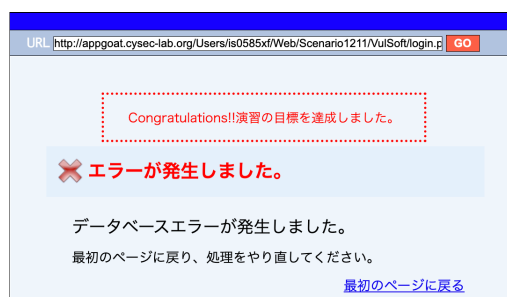 URL http://appgoat.cysec-lab.org/Users/is0585xf/Web/Scenario1211/VulSoft/login.p GO
Congratulations!!演習の目標を達成しました。
エラーが発生しました。
データベースエラーが発生しました。
最初のページに戻り、処理をやり直してください。
最初のページに戻る